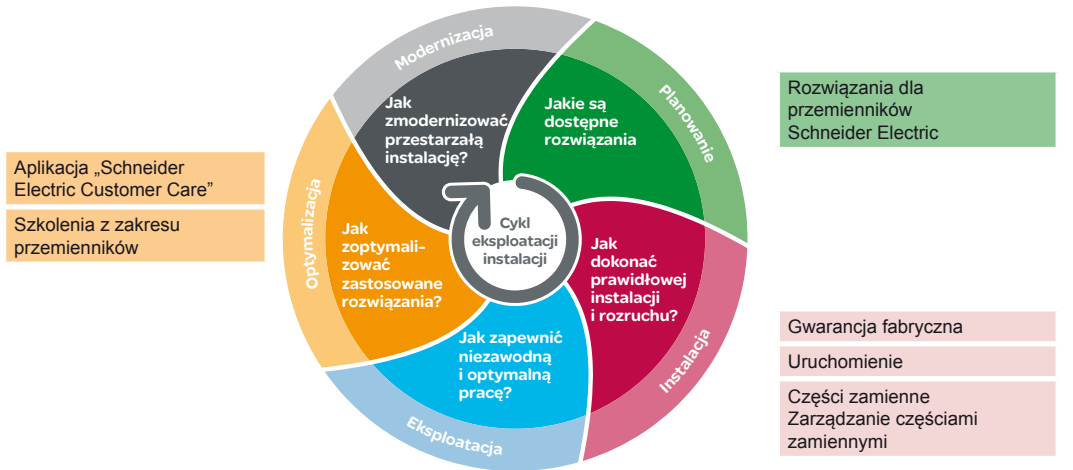 Modernizacja
Jak
zmodernizować
przestarzałą
instalację?
Planowanie
Jakie są
dostępne
rozwiązania
Rozwiązania dla
przemienników
Schneider Electric
Aplikacja „Schneider
Electric Customer Care”
Szkolenia z zakresu
przemienników
Optymalizacja
Jak
zoptymali-
zować
zastosowane
rozwiązania?
Cykl
eksploatacji
instalacji
Jak
dokonać
prawidłowej
instalacji
i rozruchu?
Instalacja
Gwarancja fabryczna
Uruchomienie
Części zamienne
Zarządzanie częściami
zamiennymi
Jak zapewnić
niezawodną
i optymalną
pracę?
Eksploatacja